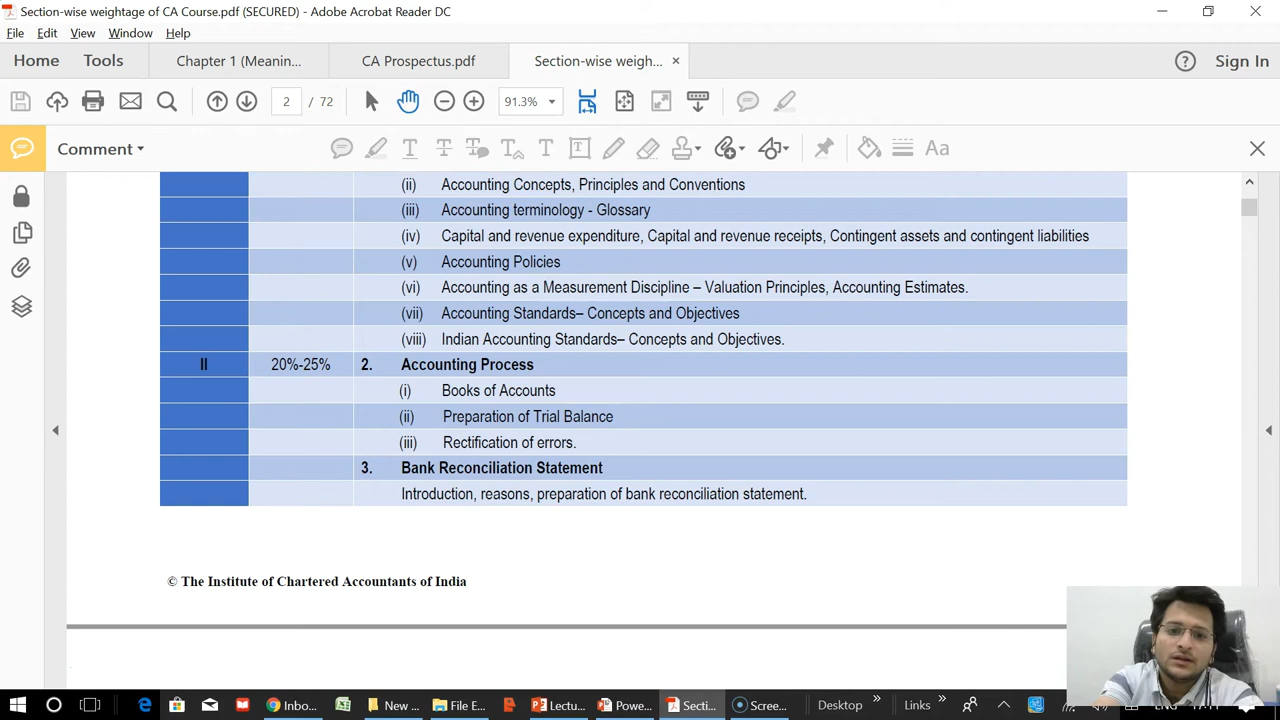 Section-wise weightage of CA Course.pdf (SECURED) - Adobe Acrobat Reader DC
File Edit View Window Help
Home Tools Chapter 1 (Meanin... CA Prospectus.pdf Section-wise weigh... × ? Sign In
2 / 72 91.3%
Comment T T T T T T Aa
(ii) Accounting Concepts, Principles and Conventions
(iii) Accounting terminology - Glossary
(iv) Capital and revenue expenditure, Capital and revenue receipts, Contingent assets and contingent liabilities
(v) Accounting Policies
(vi) Accounting as a Measurement Discipline – Valuation Principles, Accounting Estimates.
(vii) Accounting Standards– Concepts and Objectives
(viii) Indian Accounting Standards– Concepts and Objectives.
II 20%-25% 2. Accounting Process
(i) Books of Accounts
(ii) Preparation of Trial Balance
(iii) Rectification of errors.
3. Bank Reconciliation Statement
Introduction, reasons, preparation of bank reconciliation statement.
© The Institute of Chartered Accountants of India
Inbo... New ... File E... Lectu... Powe... Secti... Scree... Desktop » Links »